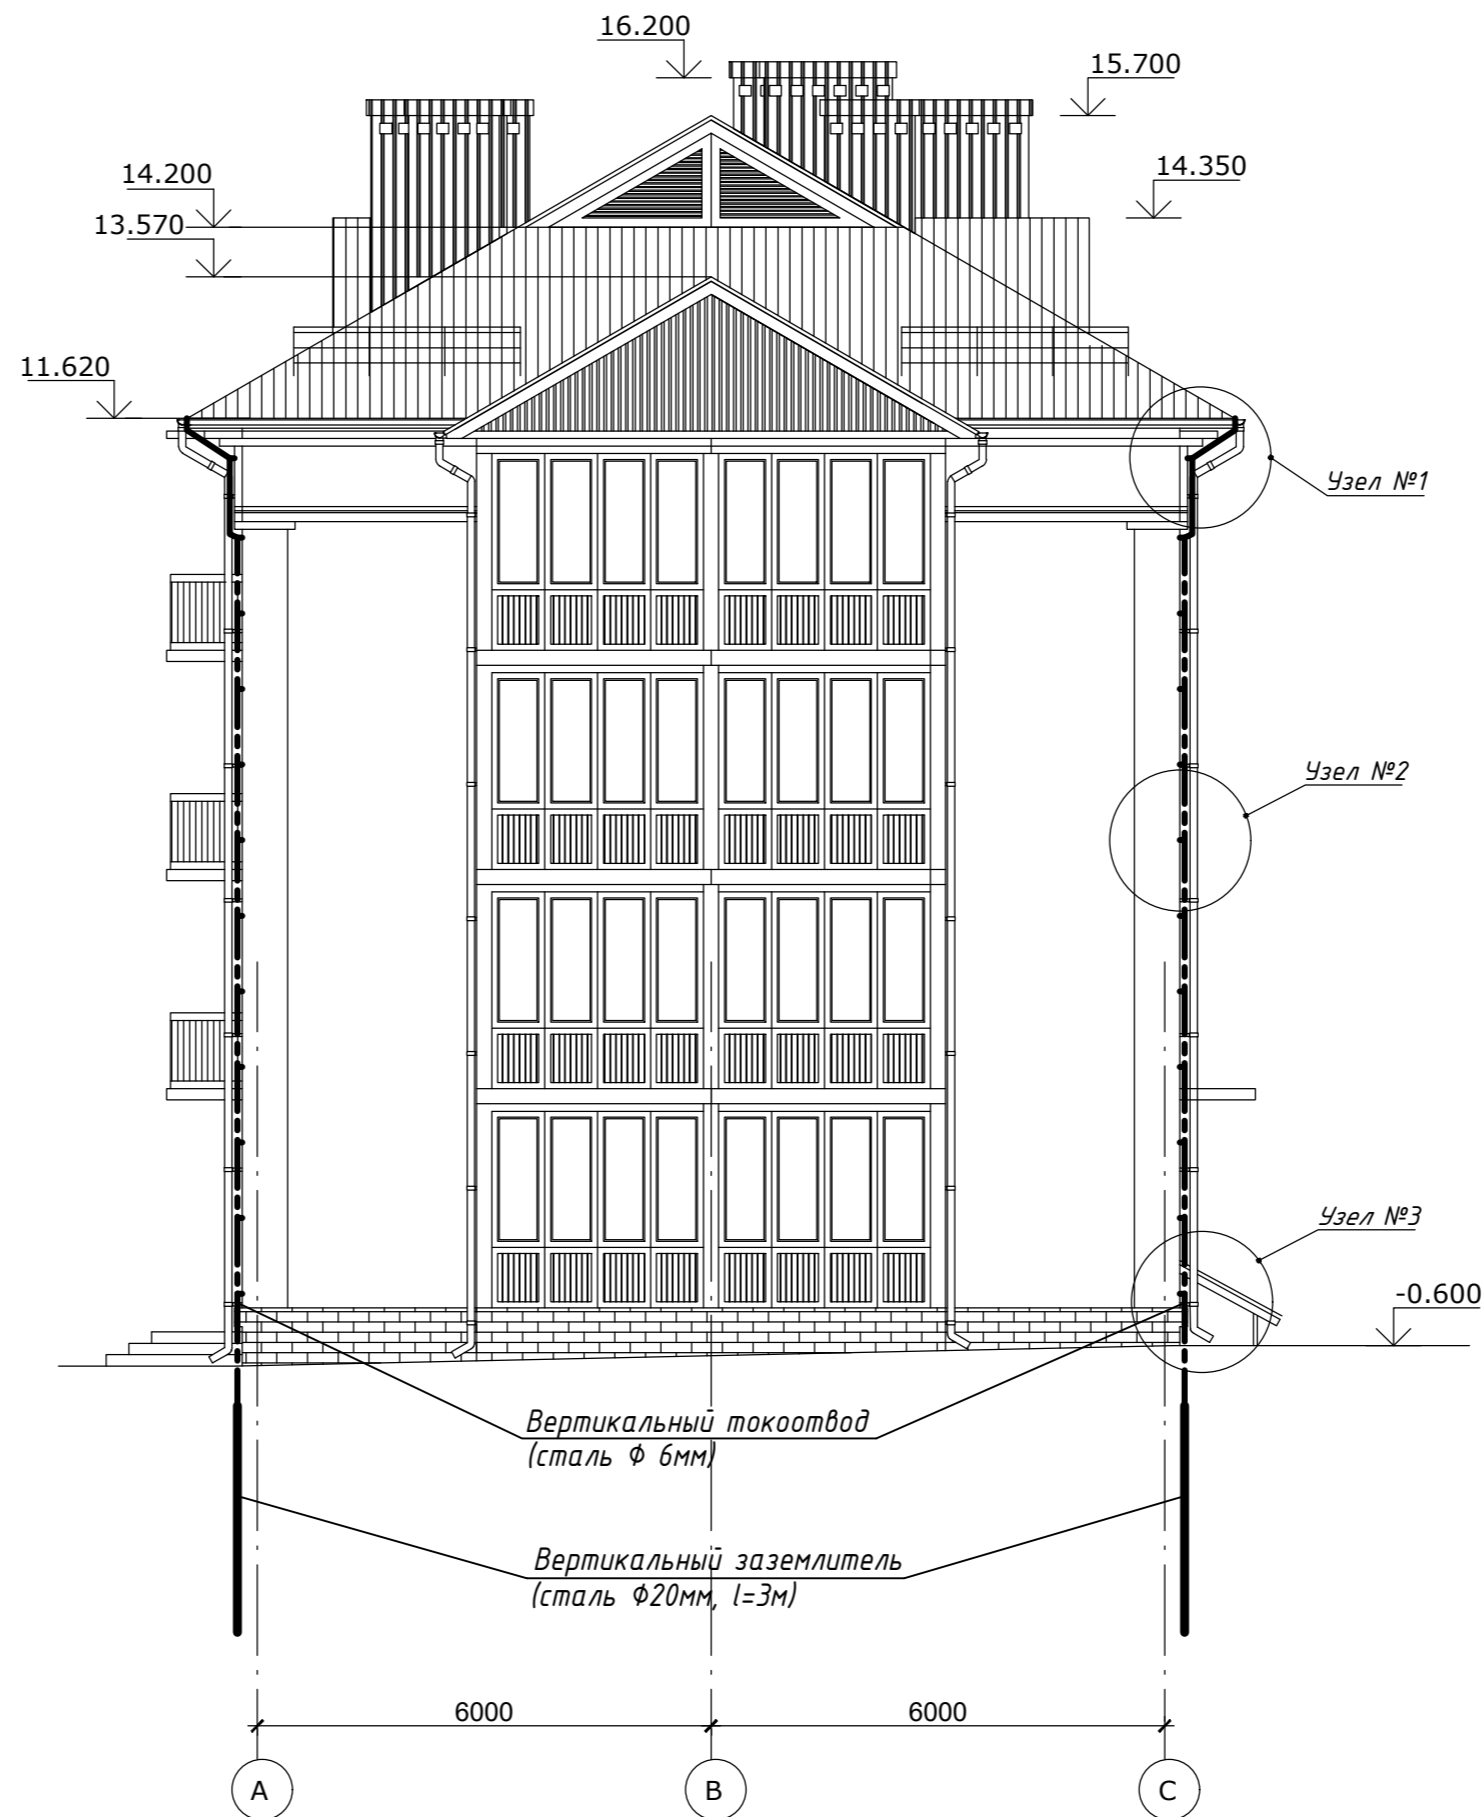 16.200
15.700
14.200
14.350
13.570
11.620
Узел №1
Узел №2
Узел №3
-0.600
Вертикальный токоотвод
(сталь Ф 6мм)
Вертикальный заземлитель
(сталь Ф20мм, l=3м)
6000
6000
A
B
C